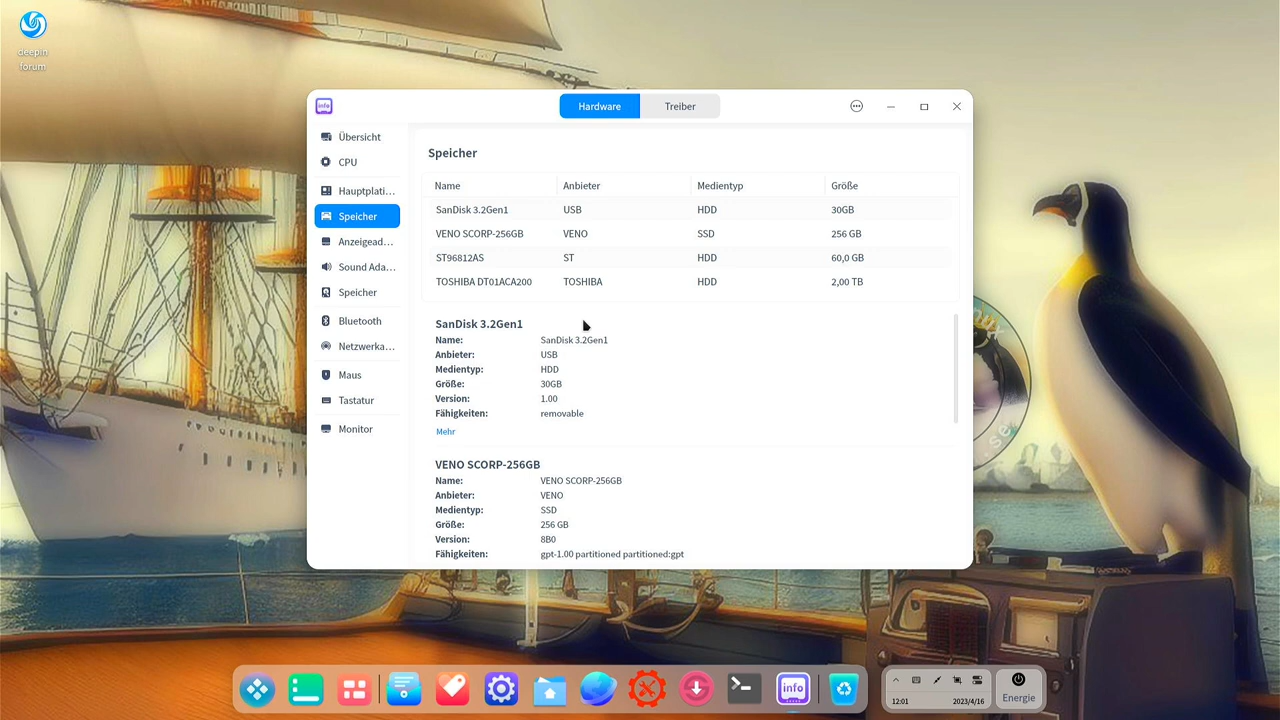 deepin
forum
info
Hardware
Treiber
Übersicht
CPU
Hauptplati...
Speicher
Anzeigead...
Sound Ada...
Speicher
Bluetooth
Netzwerka...
Maus
Tastatur
Monitor
Speicher
Name Anbieter Medientyp Größe
SanDisk 3.2Gen1 USB HDD 30GB
VENO SCORP-256GB VENO SSD 256 GB
ST96812AS ST HDD 60,0 GB
TOSHIBA DT01ACA200 TOSHIBA HDD 2,00 TB
SanDisk 3.2Gen1
Name: SanDisk 3.2Gen1
Anbieter: USB
Medientyp: HDD
Größe: 30GB
Version: 1.00
Fähigkeiten: removable
Mehr
VENO SCORP-256GB
Name: VENO SCORP-256GB
Anbieter: VENO
Medientyp: SSD
Größe: 256 GB
Version: 8B0
Fähigkeiten: gpt-1.00 partitioned partitioned:gpt
info
12:01 2023/4/16
Energie